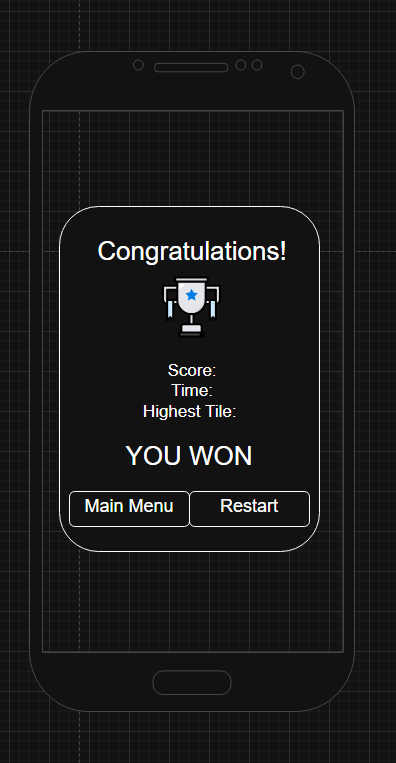 Congratulations!
Score:
Time:
Highest Tile:
YOU WON
Main Menu
Restart